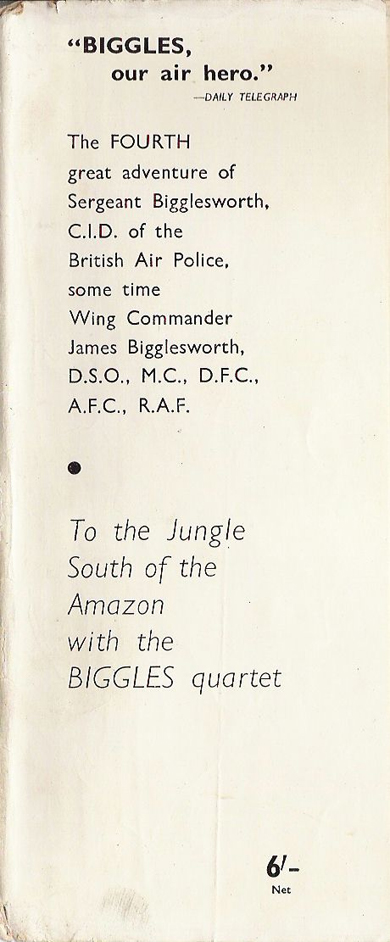 “BIGGLES,
our air hero.”
—DAILY TELEGRAPH
The FOURTH
great adventure of
Sergeant Bigglesworth,
C.I.D. of the
British Air Police,
some time
Wing Commander
James Bigglesworth,
D.S.O., M.C., D.F.C.,
A.F.C., R.A.F.
●
To the Jungle
South of the
Amazon
with the
BIGGLES quartet
6/-
Net